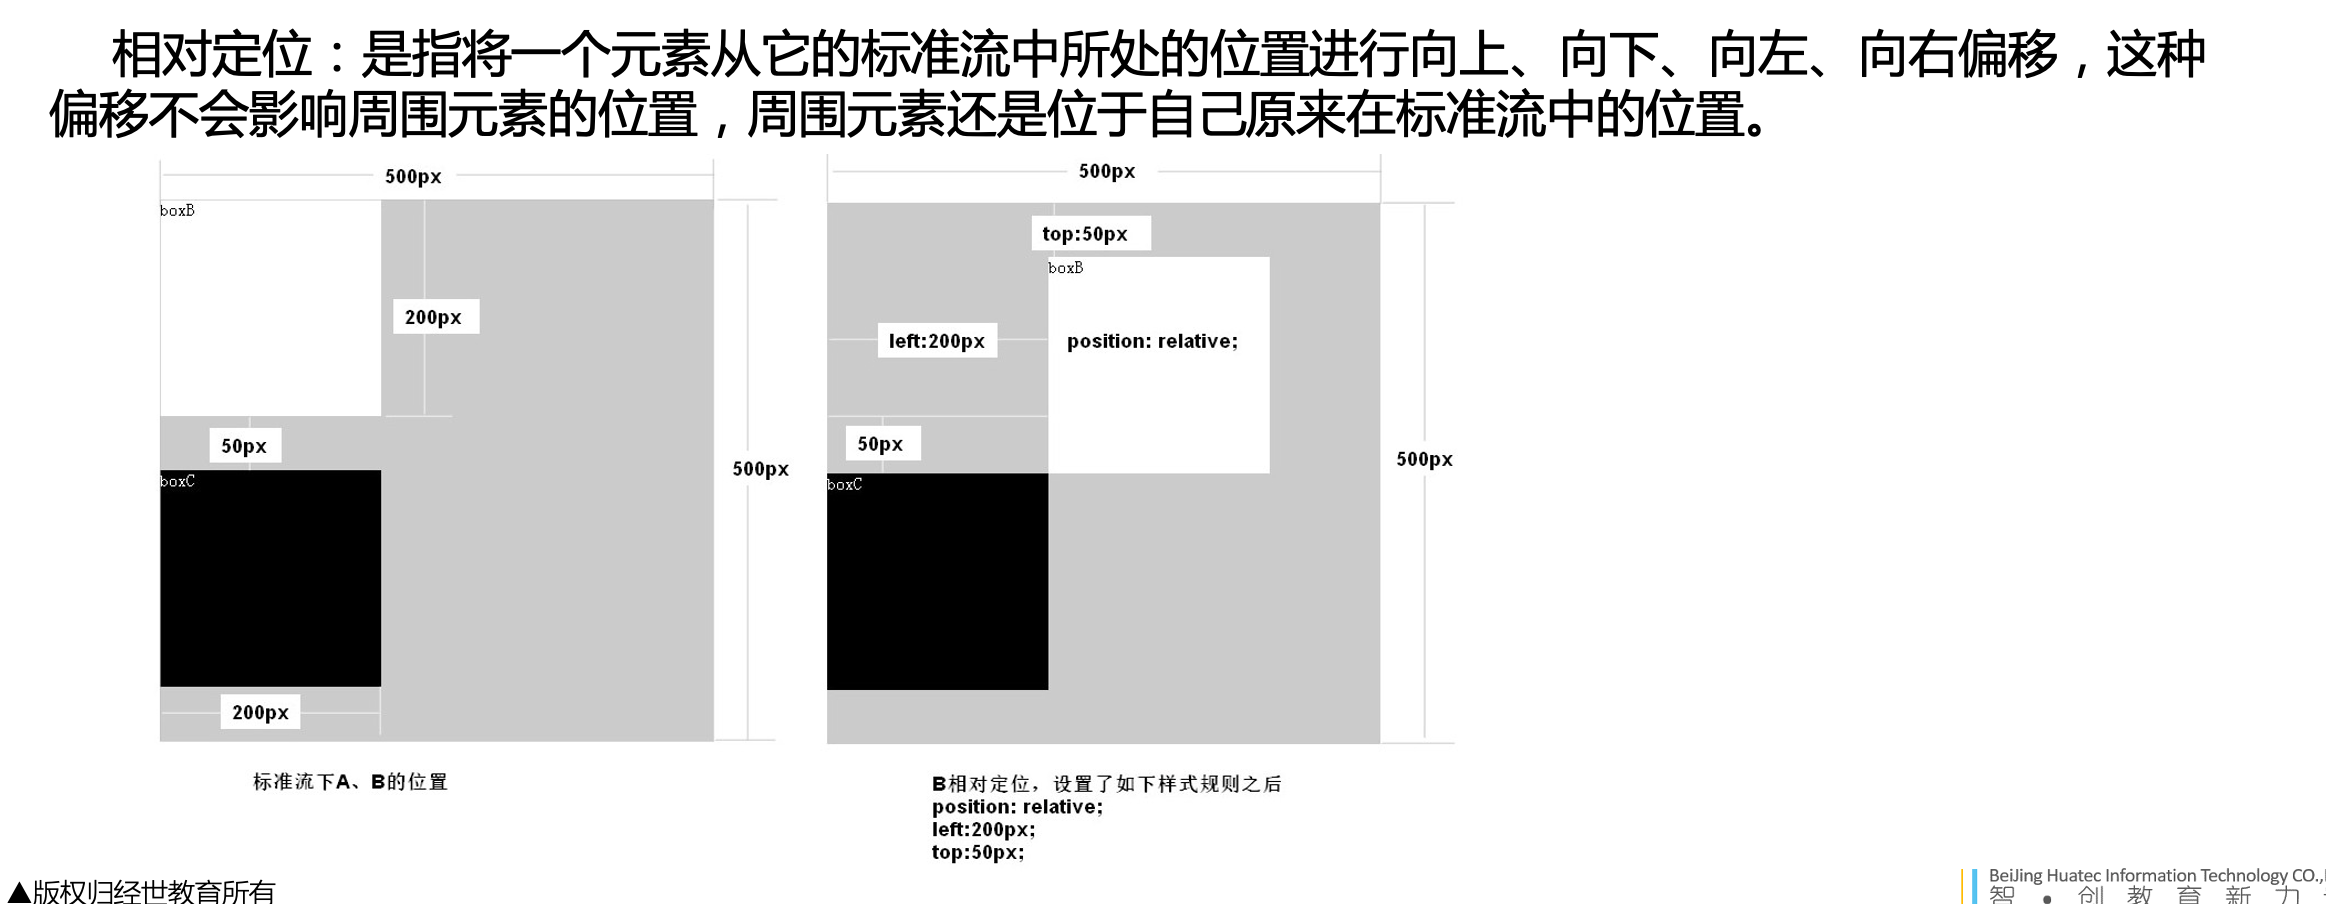 相对定位：是指将一个元素从它的标准流中所处的位置进行向上、向下、向左、向右偏移，这种
偏移不会影响周围元素的位置，周围元素还是位于自己原来在标准流中的位置。
500px
boxB
200px
50px
boxC
200px
500px
标准流下A、B的位置
500px
top:50px
boxB
left:200px
position: relative;
50px
boxC
500px
B相对定位，设置了如下样式规则之后
position: relative;
left:200px;
top:50px;
▲版权归经世教育所有
BeiJing Huatec Information Technology CO.,
智 • 创 教 育 新 力